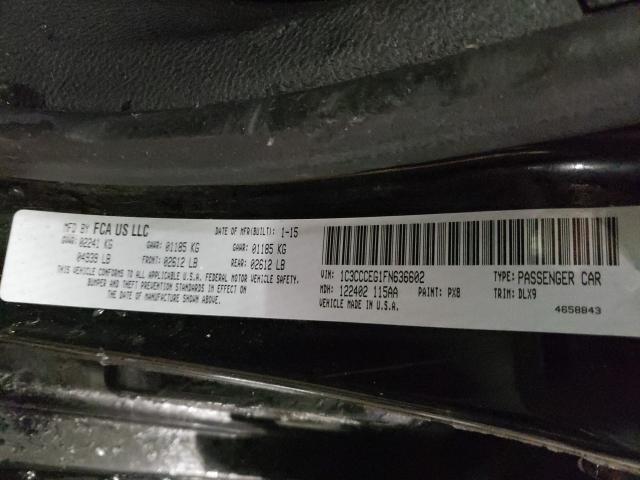 MFD BY FCA US LLC DATE OF MFR(BUILT): 1-15
GVWR: 02241 KG GAWR: 01185 KG GAWR: 01185 KG
04939 LB FRONT: 02612 LB REAR: 02612 LB
THIS VEHICLE CONFORMS TO ALL APPLICABLE U.S.A. FEDERAL MOTOR VEHICLE SAFETY,
BUMPER AND THEFT PREVENTION STANDARDS IN EFFECT ON
THE DATE OF MANUFACTURE SHOWN ABOVE.
VIN: 1C3CCCEG1FN636602 TYPE: PASSENGER CAR
MDH: 122402 115AA PAINT: PX8 TRIM: DLX9
VEHICLE MADE IN U.S.A. 4658843